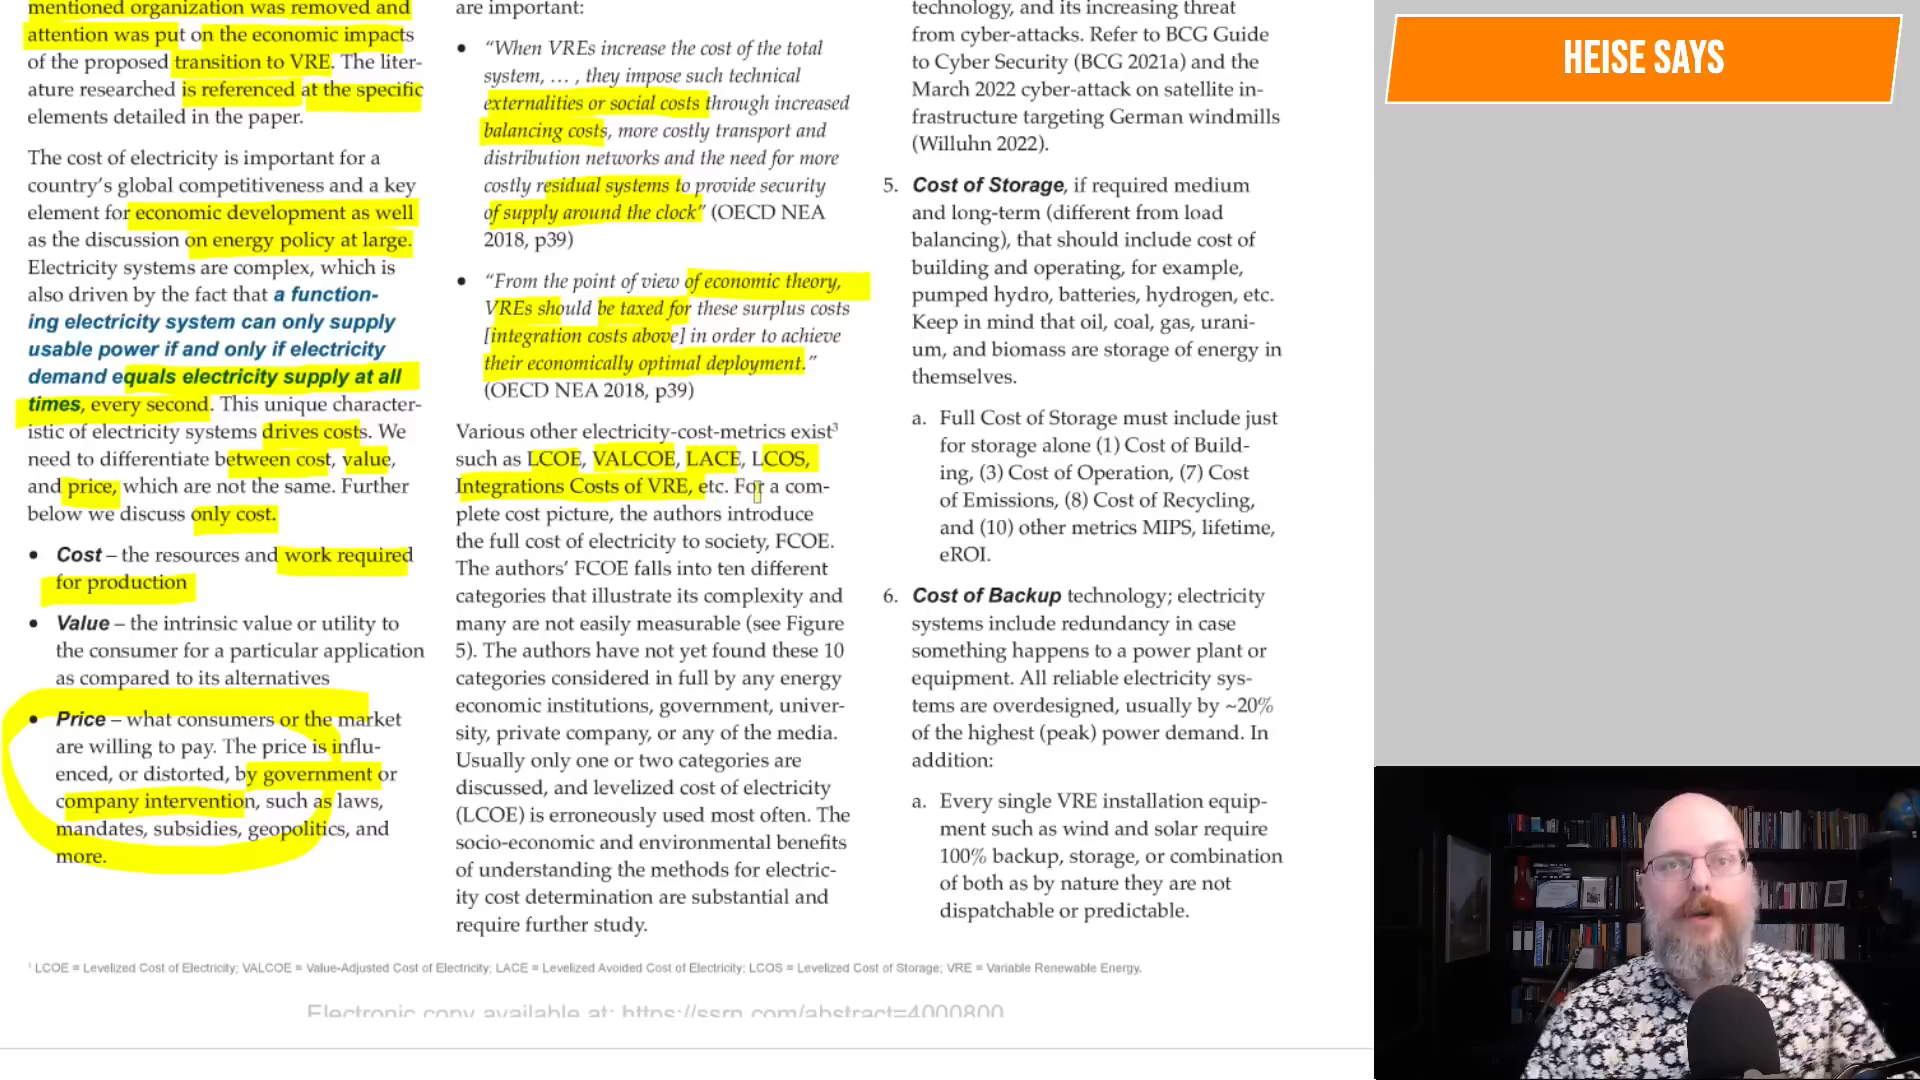 mentioned organization was removed and
attention was put on the economic impacts
of the proposed transition to VRE. The liter-
ature researched is referenced at the specific
elements detailed in the paper.
The cost of electricity is important for a
country's global competitiveness and a key
element for economic development as well
as the discussion on energy policy at large.
Electricity systems are complex, which is
also driven by the fact that a function-
ing electricity system can only supply
usable power if and only if electricity
demand equals electricity supply at all
times, every second. This unique character-
istic of electricity systems drives costs. We
need to differentiate between cost, value,
and price, which are not the same. Further
below we discuss only cost.
• Cost – the resources and work required
for production
• Value – the intrinsic value or utility to
the consumer for a particular application
as compared to its alternatives
• Price – what consumers or the market
are willing to pay. The price is influ-
enced, or distorted, by government or
company intervention, such as laws,
mandates, subsidies, geopolitics, and
more.
are important:
• “When VREs increase the cost of the total
system, … , they impose such technical
externalities or social costs through increased
balancing costs, more costly transport and
distribution networks and the need for more
costly residual systems to provide security
of supply around the clock” (OECD NEA
2018, p39)
• “From the point of view of economic theory,
VREs should be taxed for these surplus costs
[integration costs above] in order to achieve
their economically optimal deployment.”
(OECD NEA 2018, p39)
Various other electricity-cost-metrics exist³
such as LCOE, VALCOE, LACE, LCOS,
Integrations Costs of VRE, etc. For a com-
plete cost picture, the authors introduce
the full cost of electricity to society, FCOE.
The authors' FCOE falls into ten different
categories that illustrate its complexity and
many are not easily measurable (see Figure
5). The authors have not yet found these 10
categories considered in full by any energy
economic institutions, government, univer-
sity, private company, or any of the media.
Usually only one or two categories are
discussed, and levelized cost of electricity
(LCOE) is erroneously used most often. The
socio-economic and environmental benefits
of understanding the methods for electric-
ity cost determination are substantial and
require further study.
technology, and its increasing threat
from cyber-attacks. Refer to BCG Guide
to Cyber Security (BCG 2021a) and the
March 2022 cyber-attack on satellite in-
frastructure targeting German windmills
(Willuhn 2022).
5. Cost of Storage, if required medium
and long-term (different from load
balancing), that should include cost of
building and operating, for example,
pumped hydro, batteries, hydrogen, etc.
Keep in mind that oil, coal, gas, urani-
um, and biomass are storage of energy in
themselves.
a. Full Cost of Storage must include just
for storage alone (1) Cost of Build-
ing, (3) Cost of Operation, (7) Cost
of Emissions, (8) Cost of Recycling,
and (10) other metrics MIPS, lifetime,
eROI.
6. Cost of Backup technology; electricity
systems include redundancy in case
something happens to a power plant or
equipment. All reliable electricity sys-
tems are overdesigned, usually by ~20%
of the highest (peak) power demand. In
addition:
a. Every single VRE installation equip-
ment such as wind and solar require
100% backup, storage, or combination
of both as by nature they are not
dispatchable or predictable.
LCOE = Levelized Cost of Electricity; VALCOE = Value-Adjusted Cost of Electricity; LACE = Levelized Avoided Cost of Electricity; LCOS = Levelized Cost of Storage; VRE = Variable Renewable Energy.
Electronic copy available at: https://ssrn.com/abstract=4000800
HEISE SAYS